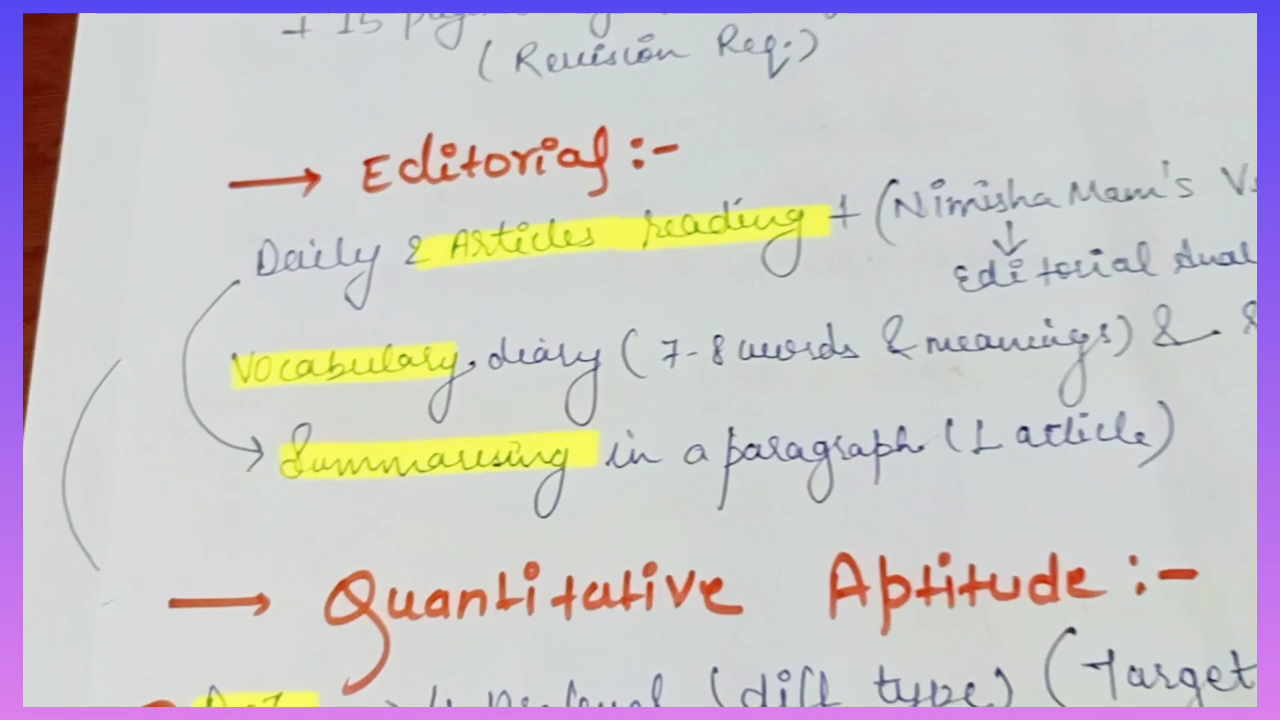 + 15
(Revision Req.)
→ Editorial :-
Daily 2 Articles reading + (Nimisha Mam's
↓
Editorial
Vocabulary diary (7-8 words & meanings) &
→ Summarising in a paragraph (1 article)
→ Quantitative Aptitude :-
(diff type) (Target